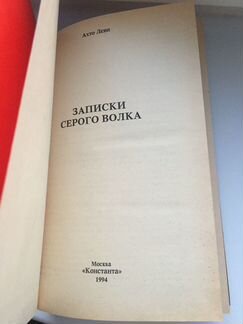 Ахто Леви
ЗАПИСКИ
СЕРОГО ВОЛКА
Москва
«Константа»
1994